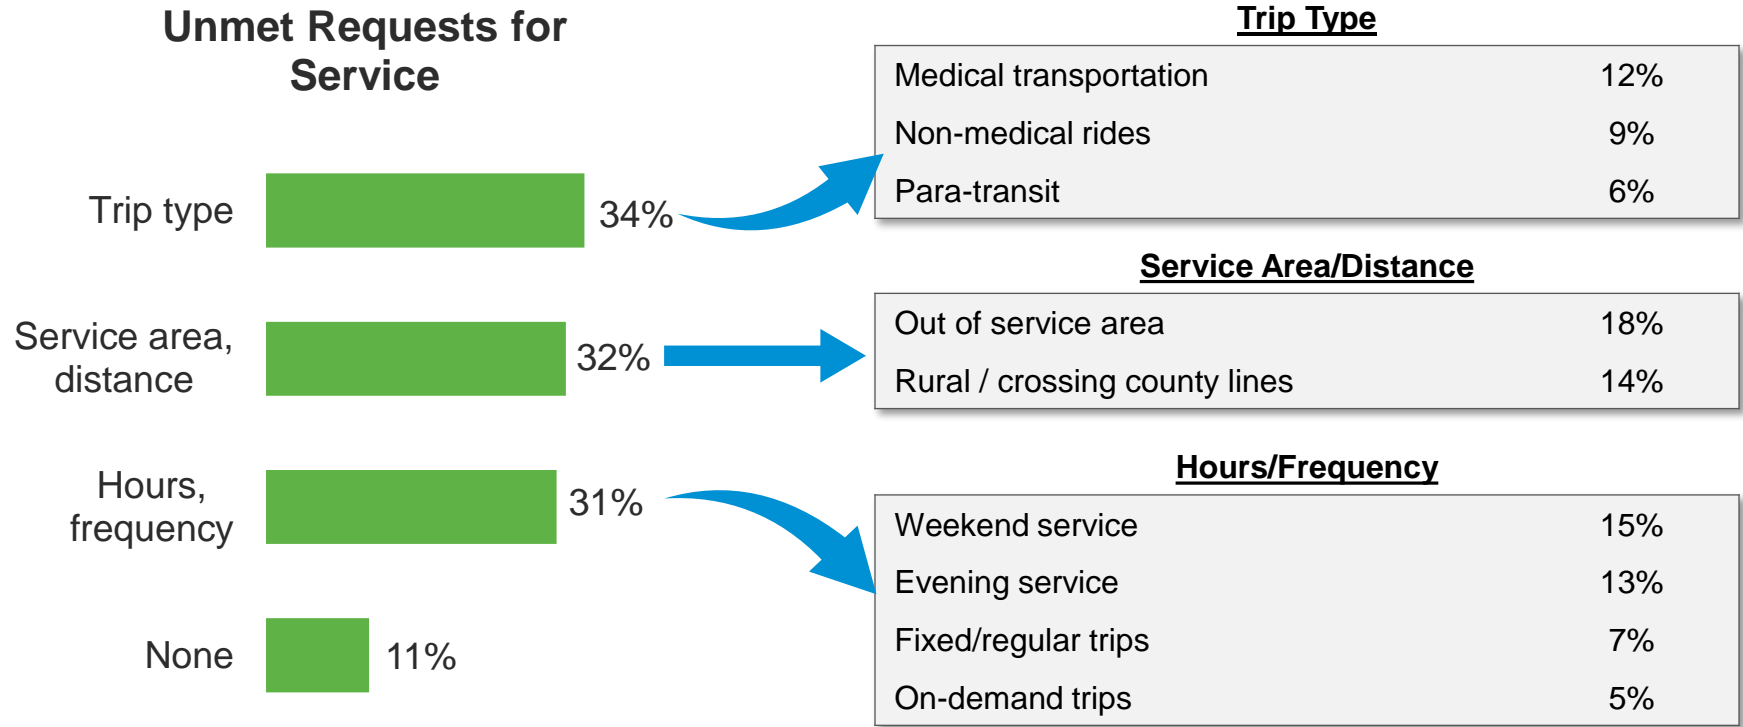 Unmet Requests for
Service
Trip type
34%
Service area,
distance
32%
Hours,
frequency
31%
None
11%
Trip Type
Medical transportation 12%
Non-medical rides 9%
Para-transit 6%
Service Area/Distance
Out of service area 18%
Rural / crossing county lines 14%
Hours/Frequency
Weekend service 15%
Evening service 13%
Fixed/regular trips 7%
On-demand trips 5%